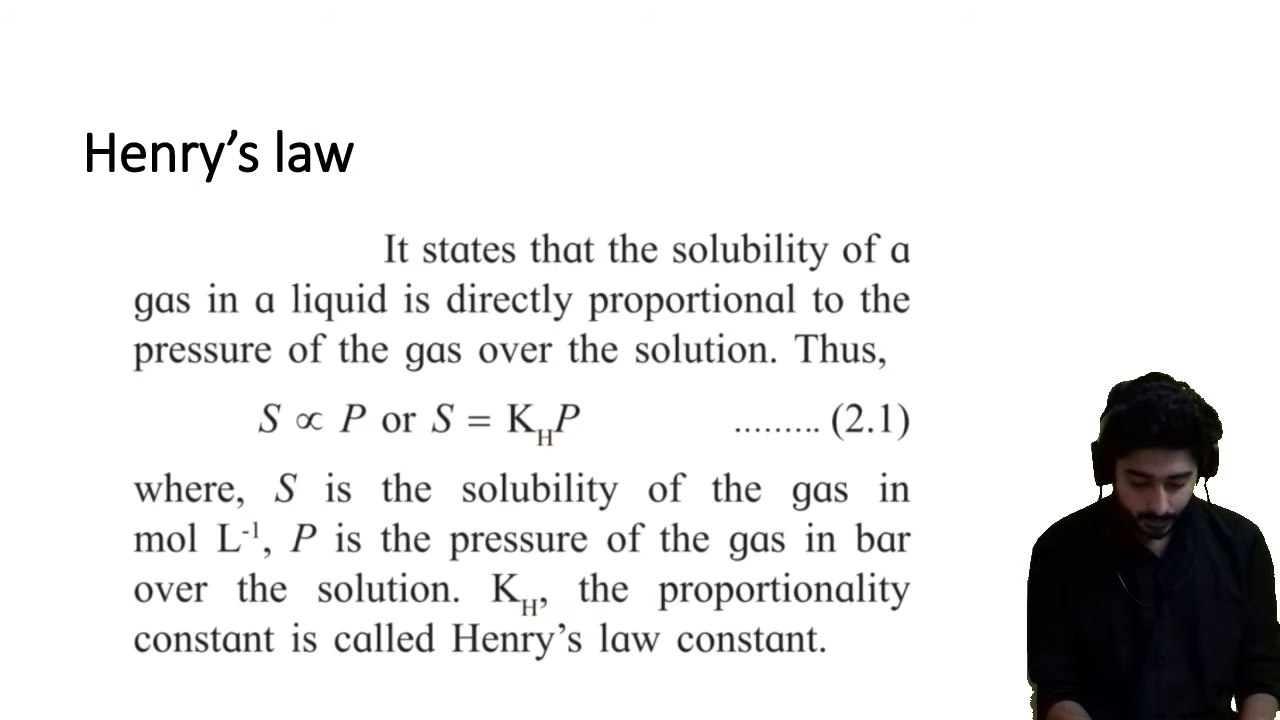 Henry’s law
It states that the solubility of a
gas in a liquid is directly proportional to the
pressure of the gas over the solution. Thus,
S ∝ P or S = K_H P ......... (2.1)
where, S is the solubility of the gas in
mol L⁻¹, P is the pressure of the gas in bar
over the solution. K_H, the proportionality
constant is called Henry’s law constant.